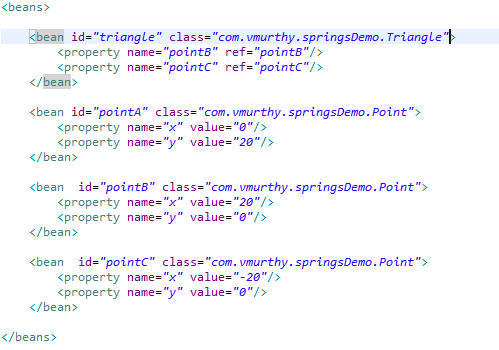 <beans>
<bean id="triangle" class="com.vmurthy.springsDemo.Triangle">
<property name="pointB" ref="pointB"/>
<property name="pointC" ref="pointC"/>
</bean>
<bean id="pointA" class="com.vmurthy.springsDemo.Point">
<property name="x" value="0"/>
<property name="y" value="20"/>
</bean>
<bean  id="pointB" class="com.vmurthy.springsDemo.Point">
<property name="x" value="20"/>
<property name="y" value="0"/>
</bean>
<bean  id="pointC" class="com.vmurthy.springsDemo.Point">
<property name="x" value="-20"/>
<property name="y" value="0"/>
</bean>
</beans>